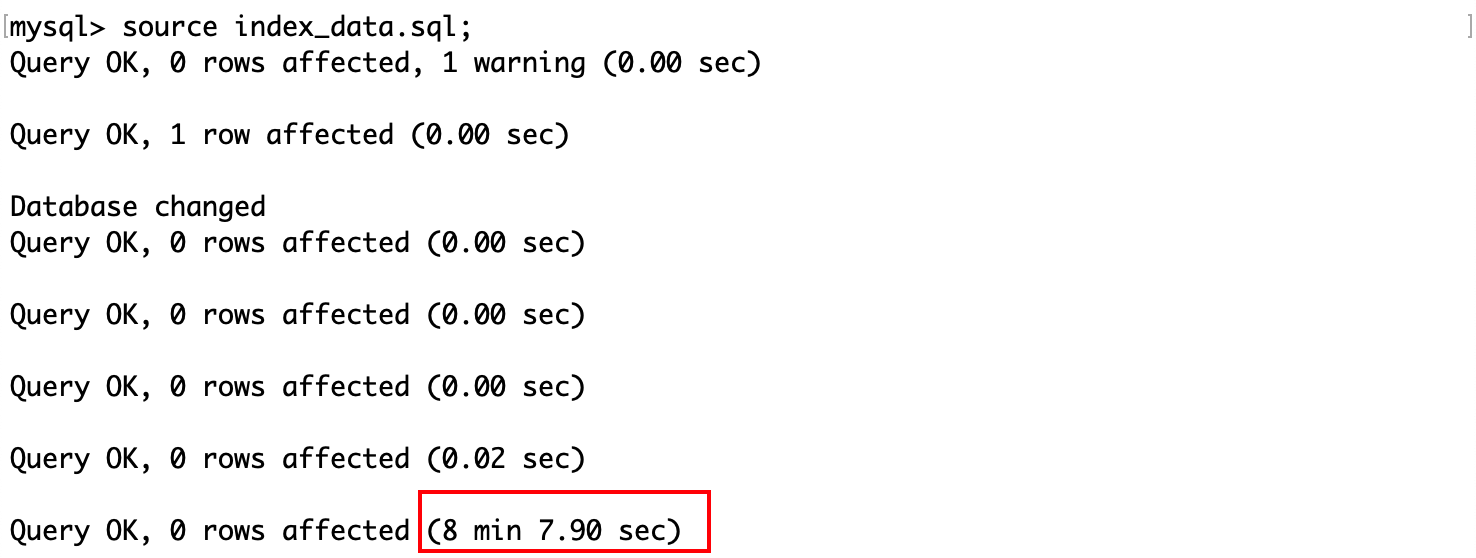 [mysql> source index_data.sql; ]
Query OK, 0 rows affected, 1 warning (0.00 sec)
Query OK, 1 row affected (0.00 sec)
Database changed
Query OK, 0 rows affected (0.00 sec)
Query OK, 0 rows affected (0.00 sec)
Query OK, 0 rows affected (0.00 sec)
Query OK, 0 rows affected (0.02 sec)
Query OK, 0 rows affected (8 min 7.90 sec)